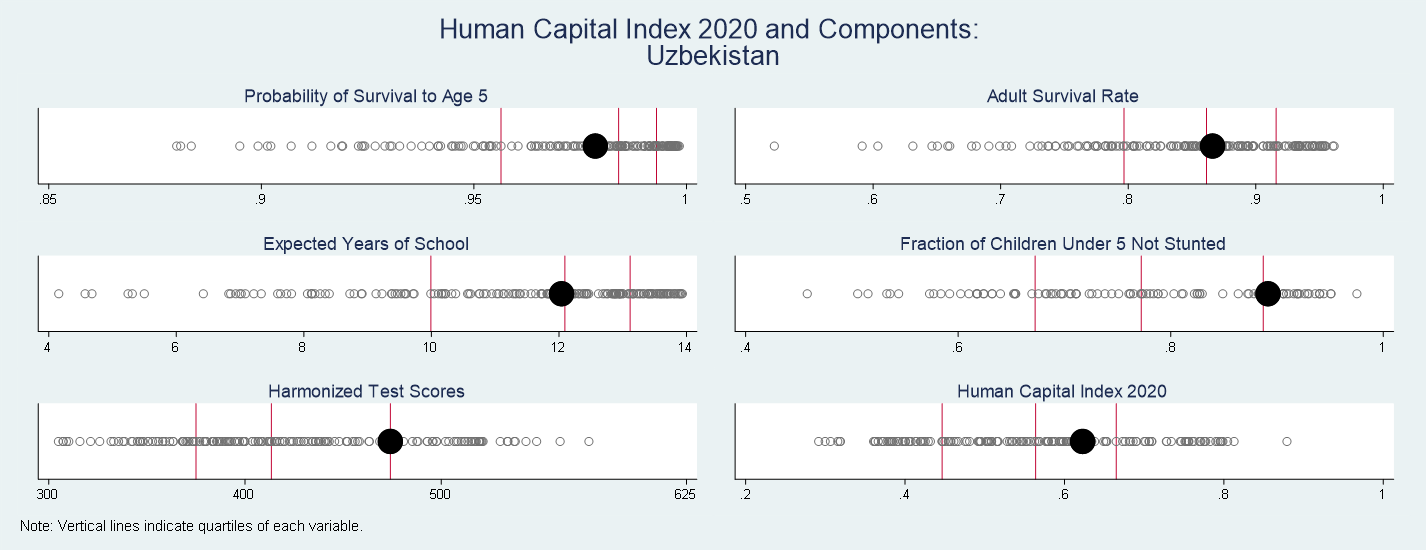 Human Capital Index 2020 and Components:
Uzbekistan
Probability of Survival to Age 5
.85 .9 .95 1
Adult Survival Rate
.5 .6 .7 .8 .9 1
Expected Years of School
4 6 8 10 12 14
Fraction of Children Under 5 Not Stunted
.4 .6 .8 1
Harmonized Test Scores
300 400 500 625
Human Capital Index 2020
.2 .4 .6 .8 1
Note: Vertical lines indicate quartiles of each variable.